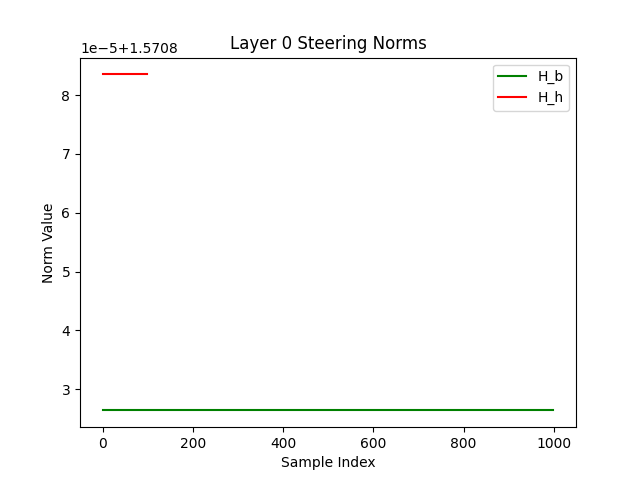 Layer 0 Steering Norms
1e−5+1.5708
H_b
H_h
8
7
6
5
4
3
Norm Value
0 200 400 600 800 1000
Sample Index